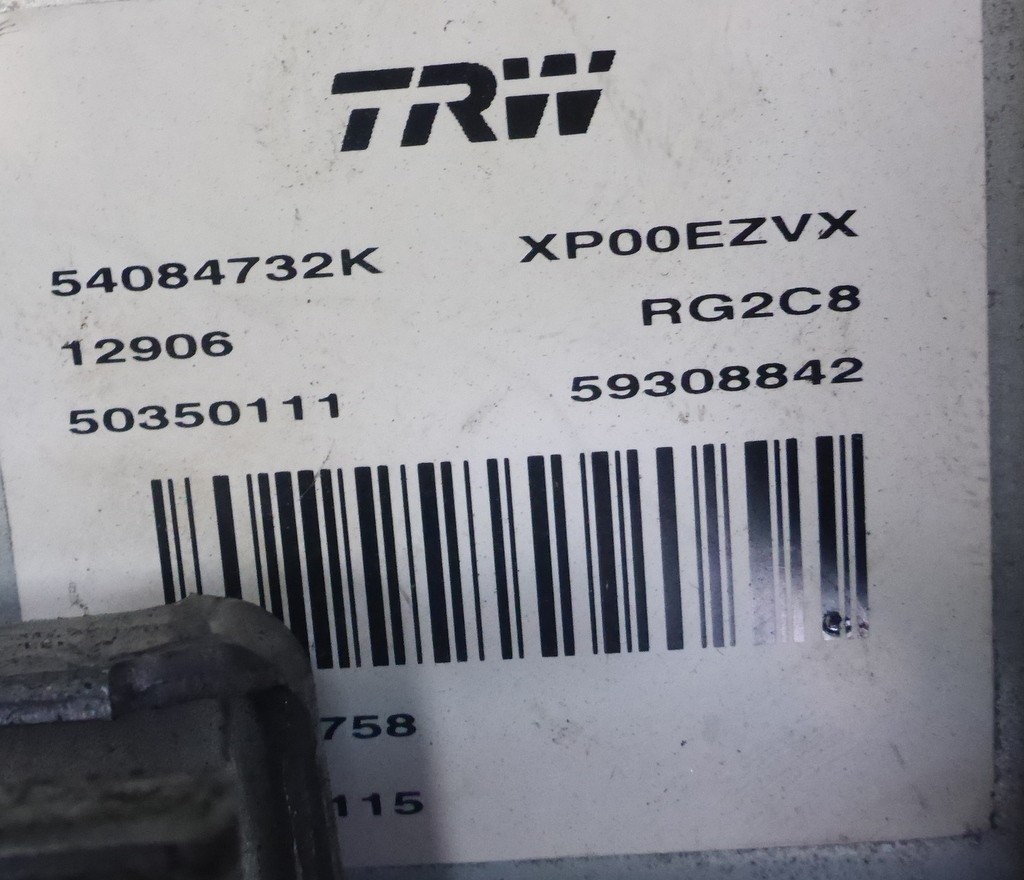 TRW
54084732K XP00EZVX
12906 RG2C8
50350111 59308842
758
115